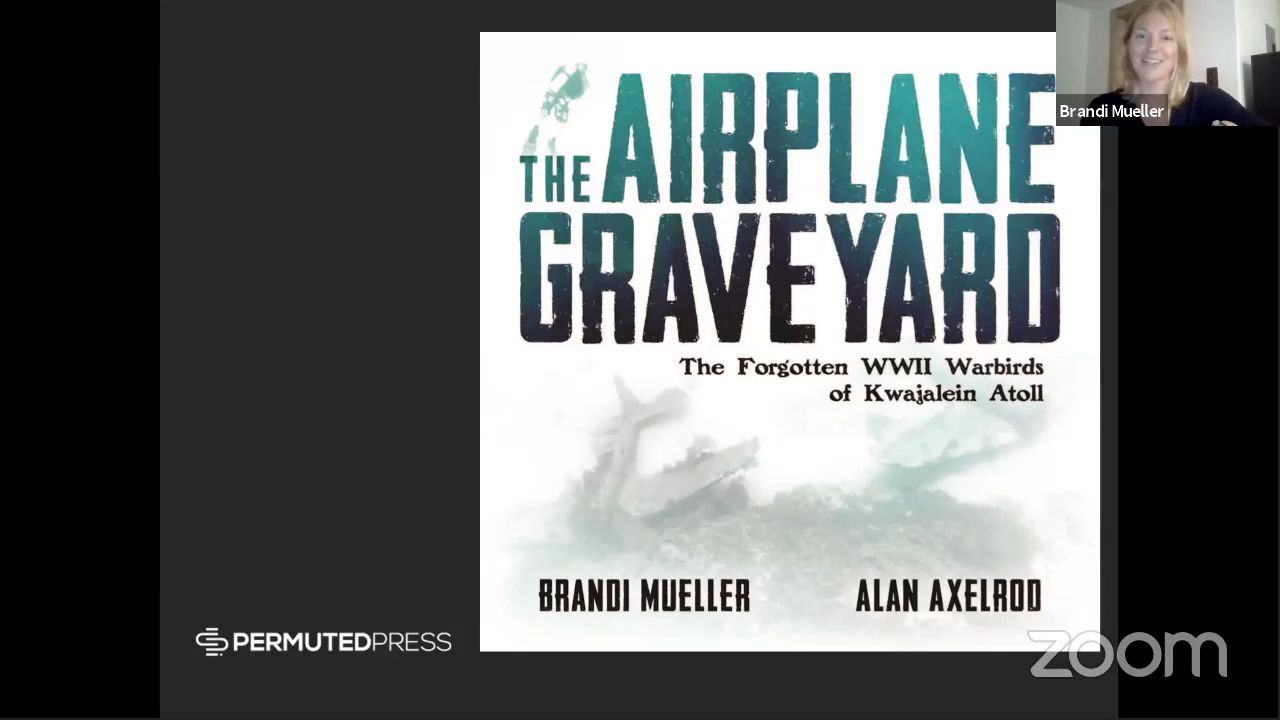 Brandi Mueller
THE AIRPLANE
GRAVEYARD
The Forgotten WWII Warbirds
of Kwajalein Atoll
BRANDI MUELLER
ALAN AXELROD
PERMUTEDPRESS
zoom